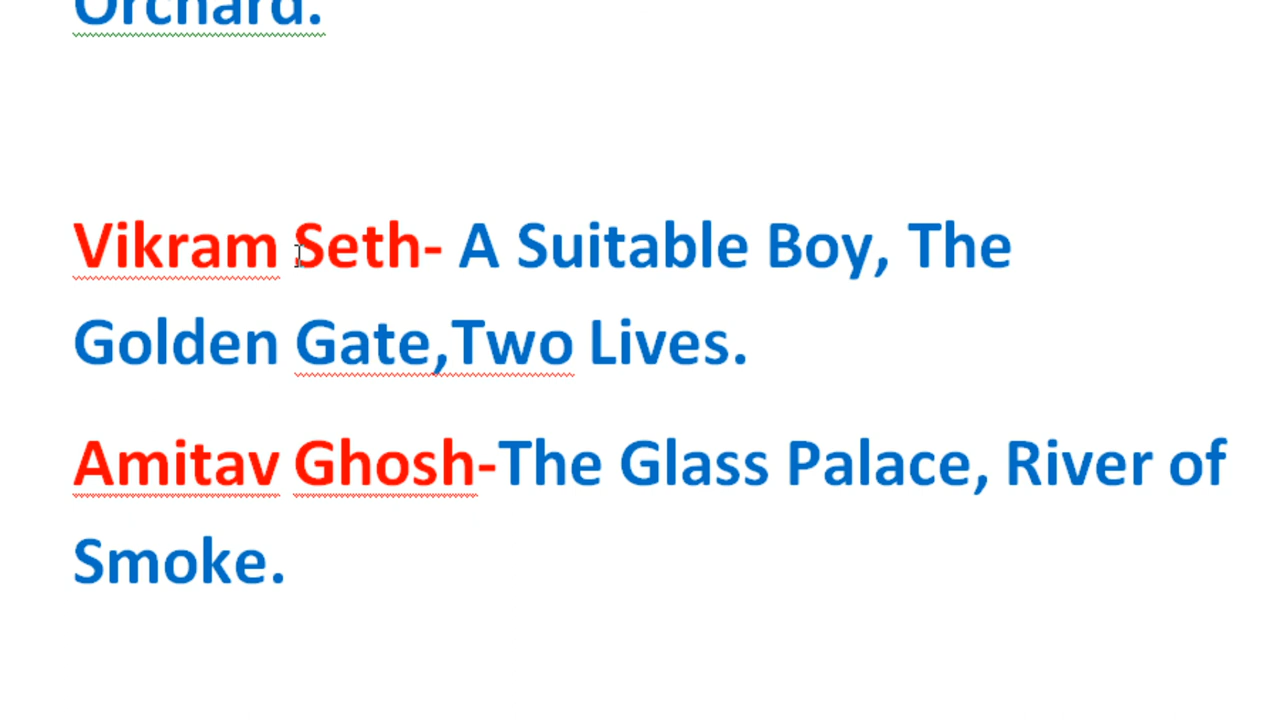 Orchard.
Vikram Seth- A Suitable Boy, The
Golden Gate,Two Lives.
Amitav Ghosh-The Glass Palace, River of
Smoke.